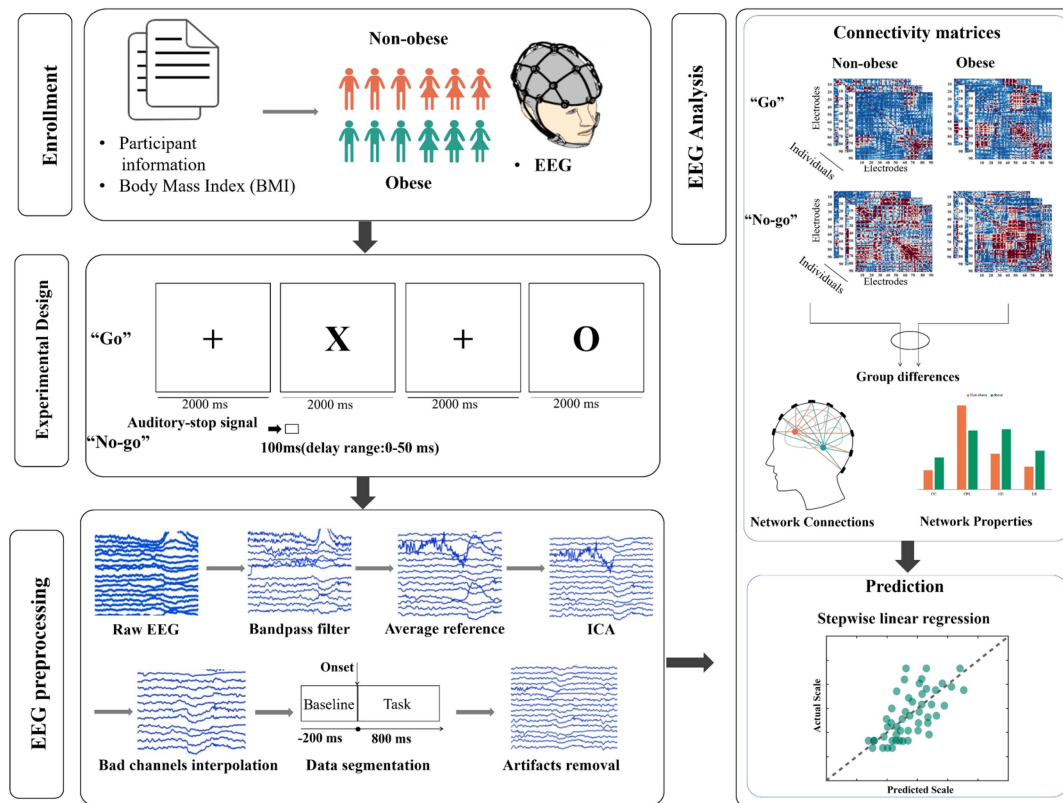 Enrollment
Non-obese
Obese
• Participant
information
• Body Mass Index (BMI)
• EEG
Experimental Design
“Go”
+
X
+
O
2000 ms
2000 ms
2000 ms
2000 ms
Auditory-stop signal
“No-go”
100ms(delay range:0-50 ms)
EEG preprocessing
Raw EEG
Bandpass filter
Average reference
ICA
Onset
Baseline
Task
-200 ms
800 ms
Bad channels interpolation
Data segmentation
Artifacts removal
EEG Analysis
Connectivity matrices
Non-obese
Obese
“Go”
Electrodes
Individuals
Electrodes
“No-go”
Electrodes
Individuals
Electrodes
Group differences
Non-obese
obese
Network Connections
Network Properties
Prediction
Stepwise linear regression
Actual Scale
Predicted Scale